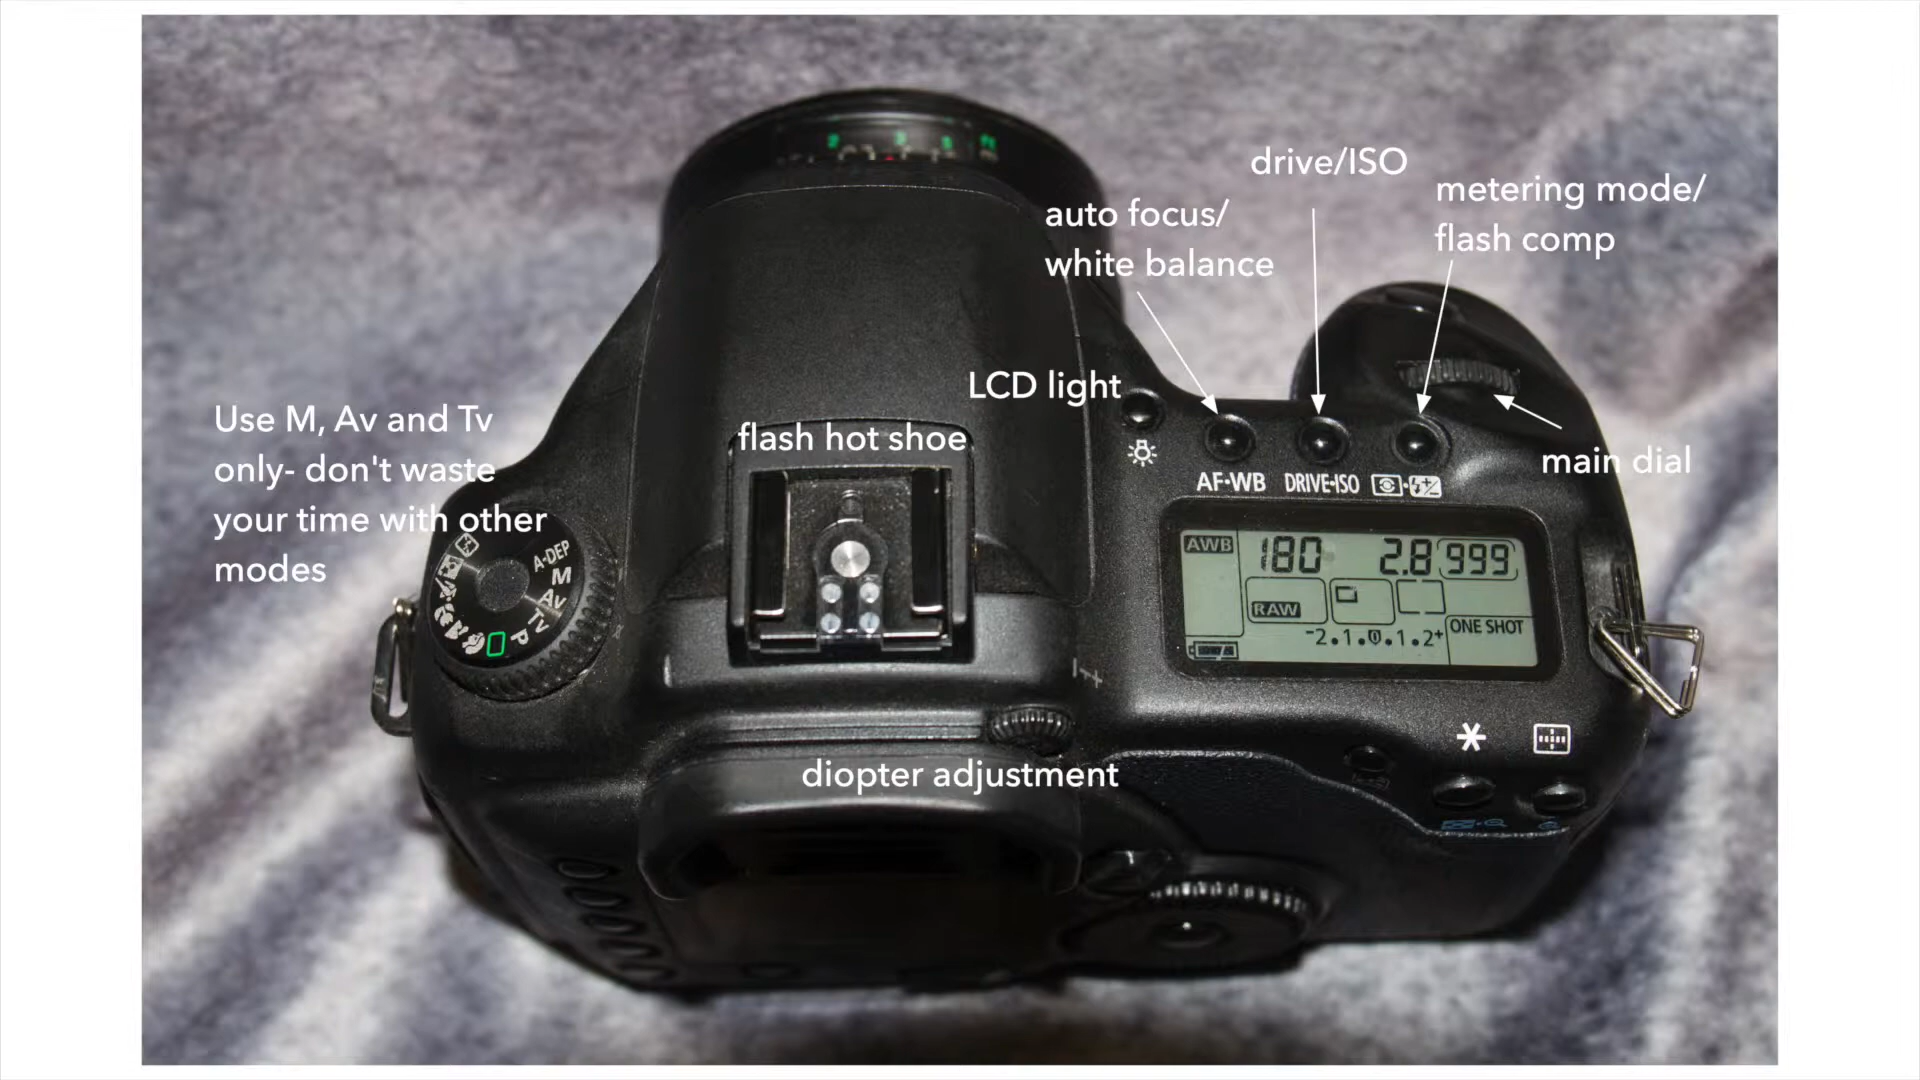 drive/ISO
metering mode/
flash comp
auto focus/
white balance
LCD light
flash hot shoe
main dial
Use M, Av and Tv
only- don't waste
your time with other
modes
diopter adjustment
AF•WB DRIVE•ISO
AWB 180 2.8 999
RAW
-2.1.0.1.2+
ONE SHOT
A-DEP
M
Av
Tv
P